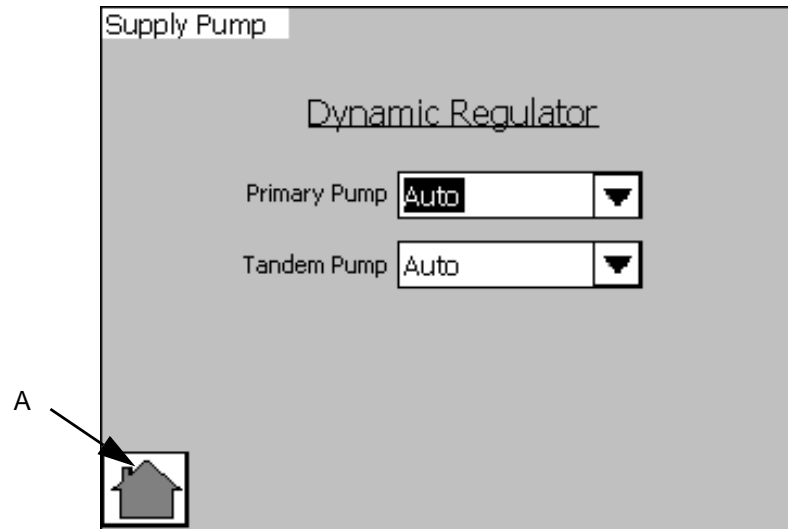 Supply Pump
Dynamic Regulator
Primary Pump Auto
Tandem Pump Auto
A